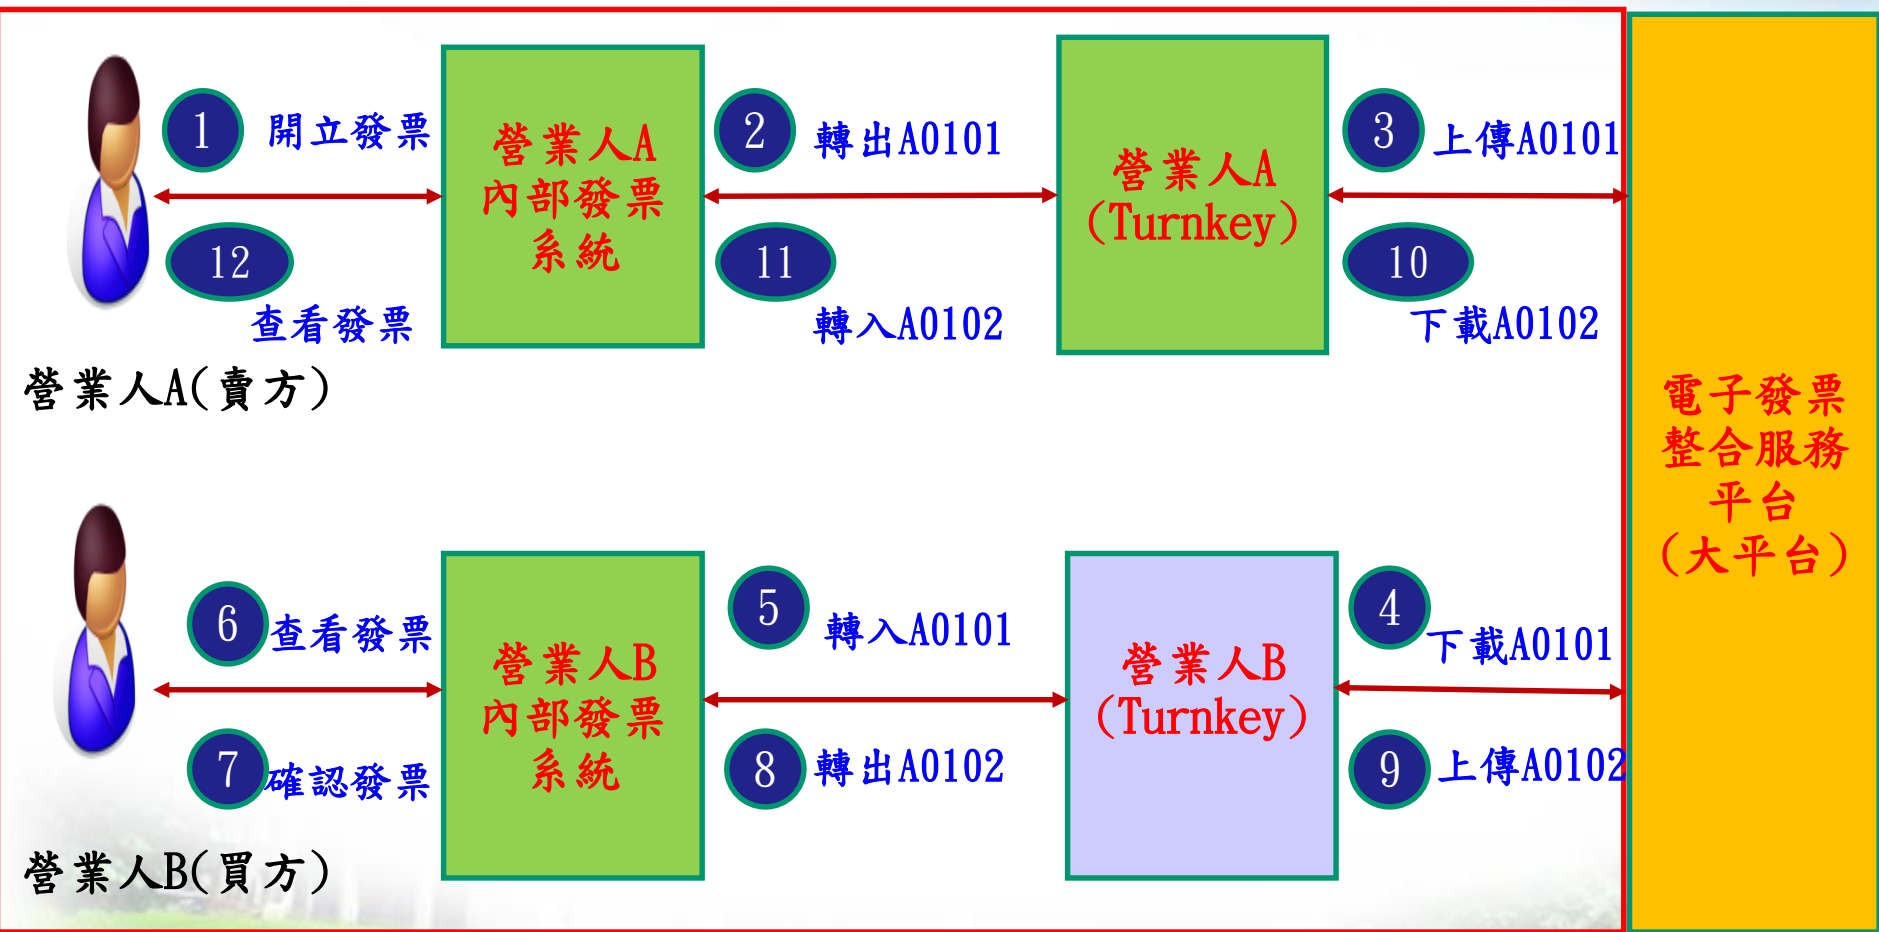 1 開立發票
營業人A
內部發票
系統
2 轉出A0101
營業人A
(Turnkey)
3 上傳A0101
12
查看發票
11
轉入A0102
10
下載A0102
營業人A(賣方)
電子發票
整合服務
平台
(大平台)
6 查看發票
營業人B
內部發票
系統
5 轉入A0101
營業人B
(Turnkey)
4 下載A0101
7 確認發票
8 轉出A0102
9 上傳A0102
營業人B(買方)